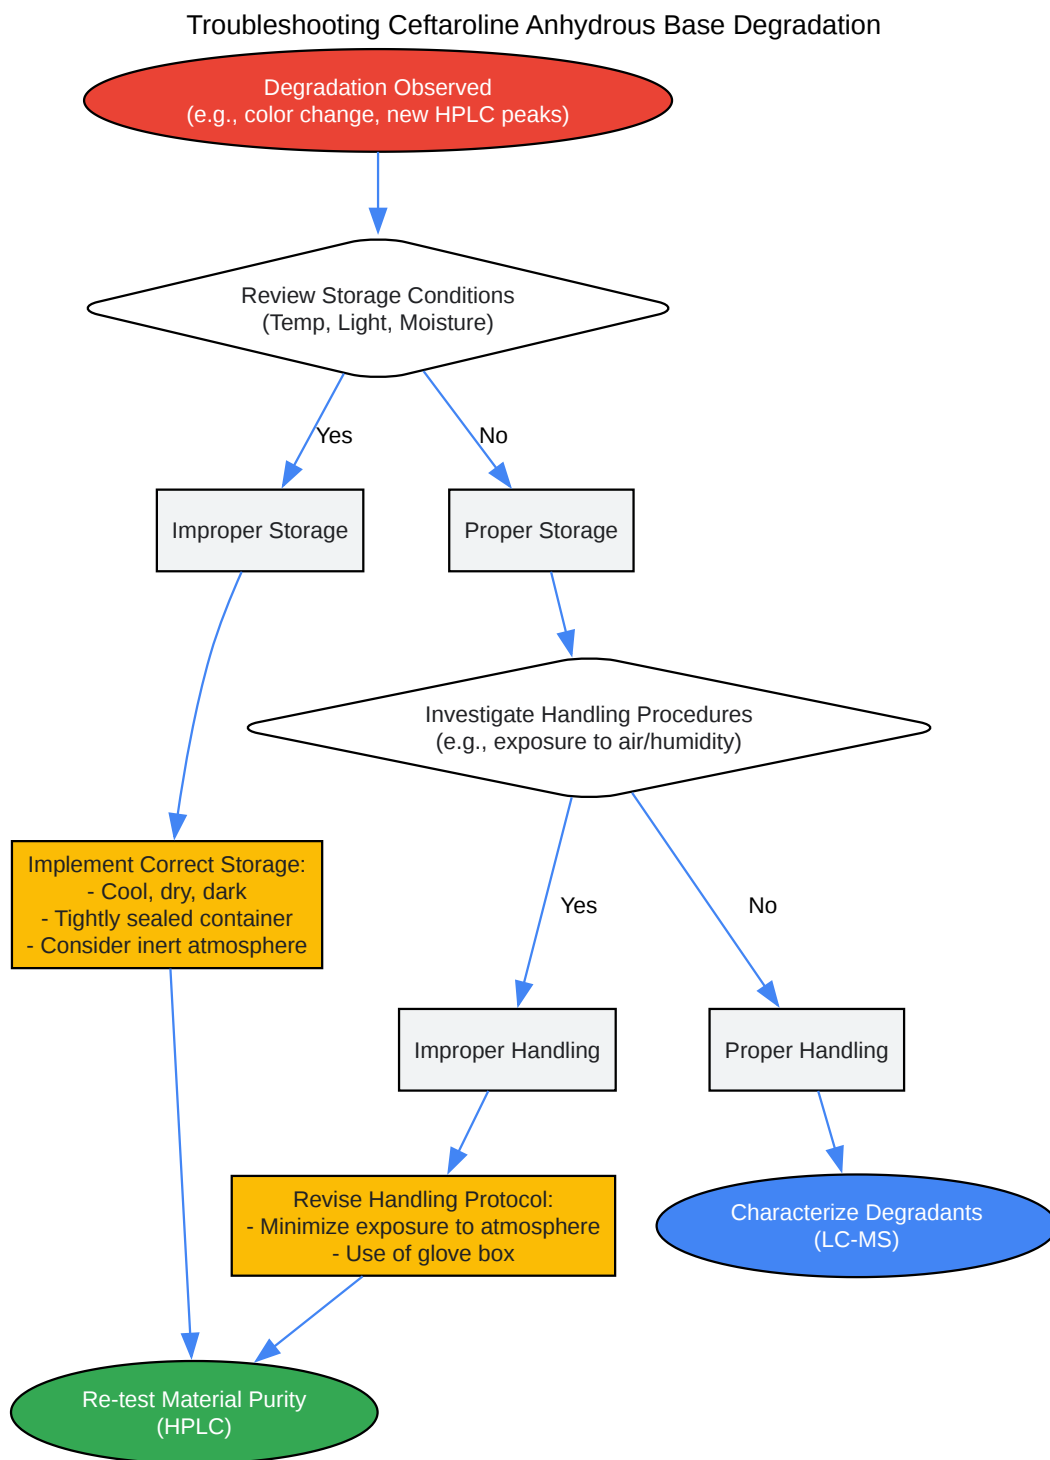 Troubleshooting Ceftaroline Anhydrous Base Degradation
Degradation Observed
(e.g., color change, new HPLC peaks)
Review Storage Conditions
(Temp, Light, Moisture)
Yes
No
Improper Storage
Proper Storage
Investigate Handling Procedures
(e.g., exposure to air/humidity)
Implement Correct Storage:
- Cool, dry, dark
- Tightly sealed container
- Consider inert atmosphere
Yes
No
Improper Handling
Proper Handling
Revise Handling Protocol:
- Minimize exposure to atmosphere
- Use of glove box
Characterize Degradants
(LC-MS)
Re-test Material Purity
(HPLC)